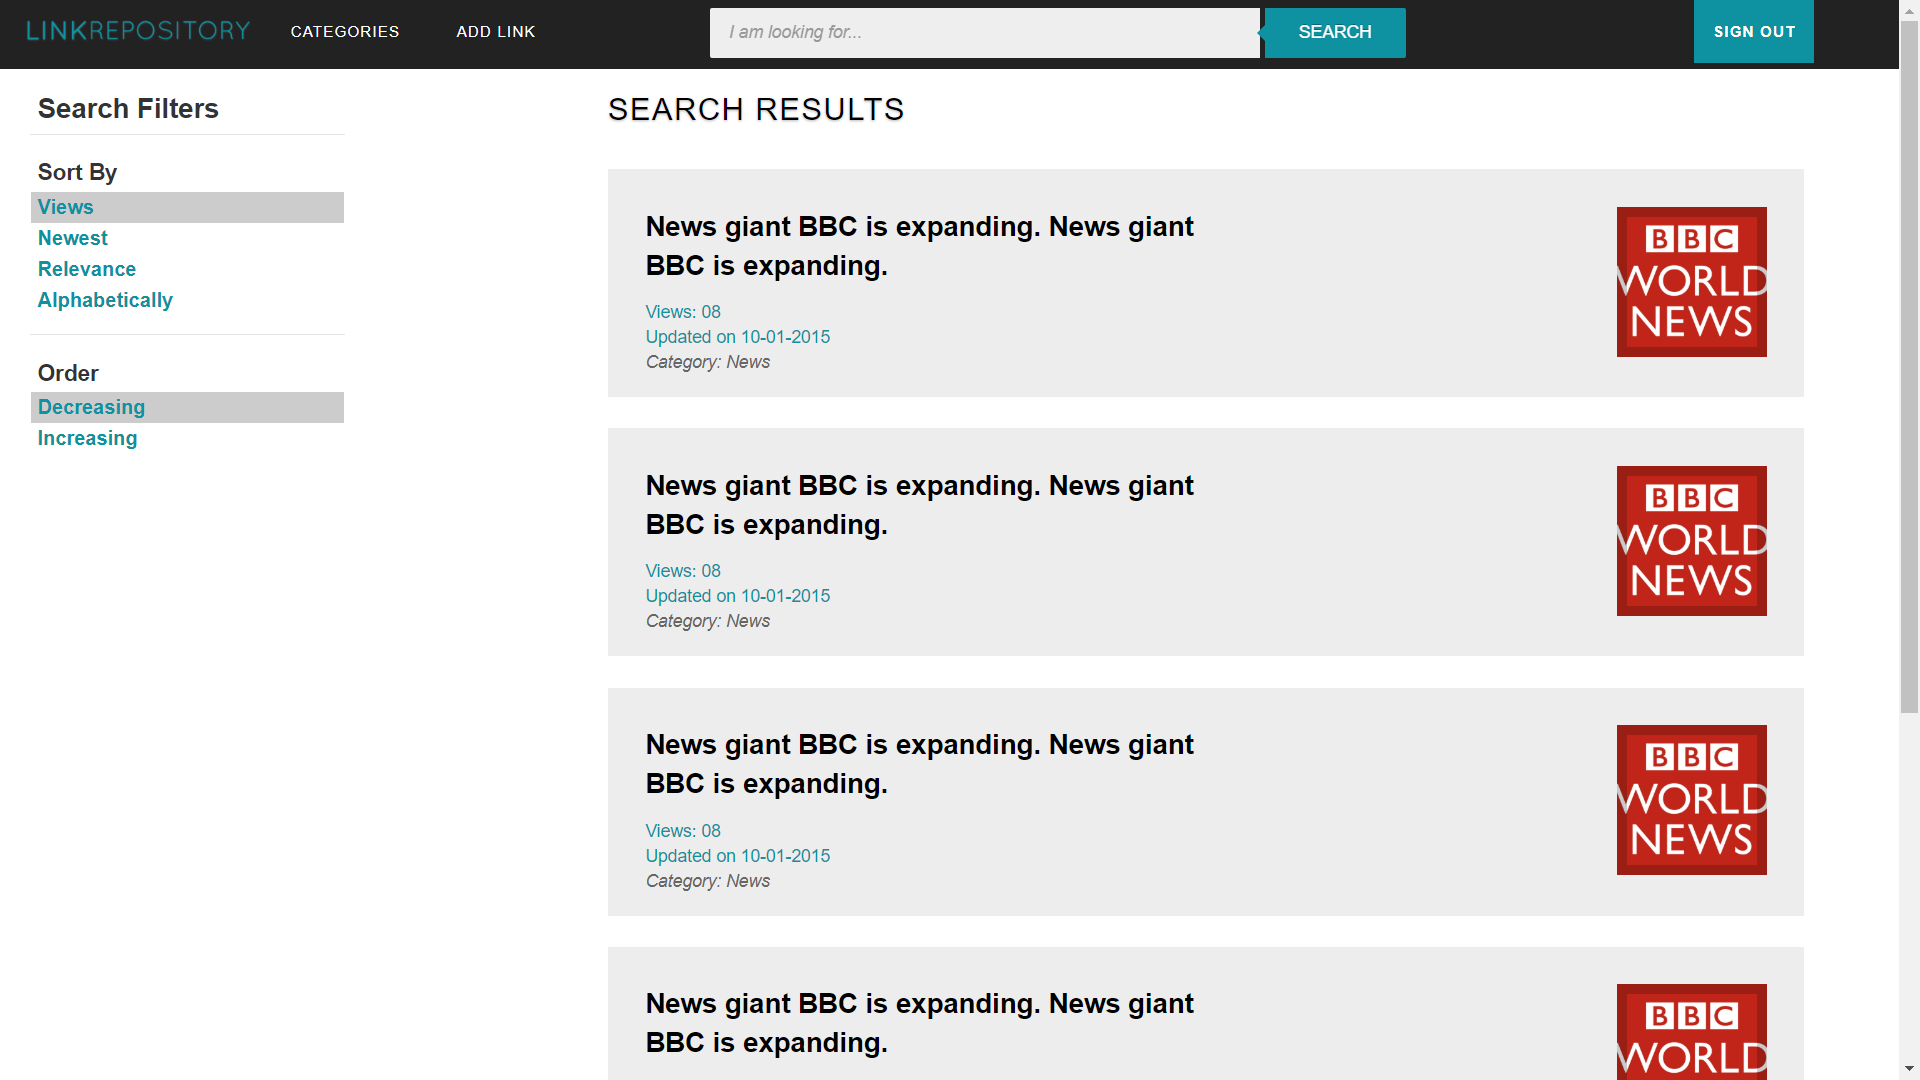 LINKREPOSITORY CATEGORIES ADD LINK I am looking for... SEARCH SIGN OUT
Search Filters
Sort By
Views
Newest
Relevance
Alphabetically
Order
Decreasing
Increasing
SEARCH RESULTS
News giant BBC is expanding. News giant
BBC is expanding.
Views: 08
Updated on 10-01-2015
Category: News
BBC
WORLD
NEWS
News giant BBC is expanding. News giant
BBC is expanding.
Views: 08
Updated on 10-01-2015
Category: News
BBC
WORLD
NEWS
News giant BBC is expanding. News giant
BBC is expanding.
Views: 08
Updated on 10-01-2015
Category: News
BBC
WORLD
NEWS
News giant BBC is expanding. News giant
BBC is expanding.
BBC
WORLD